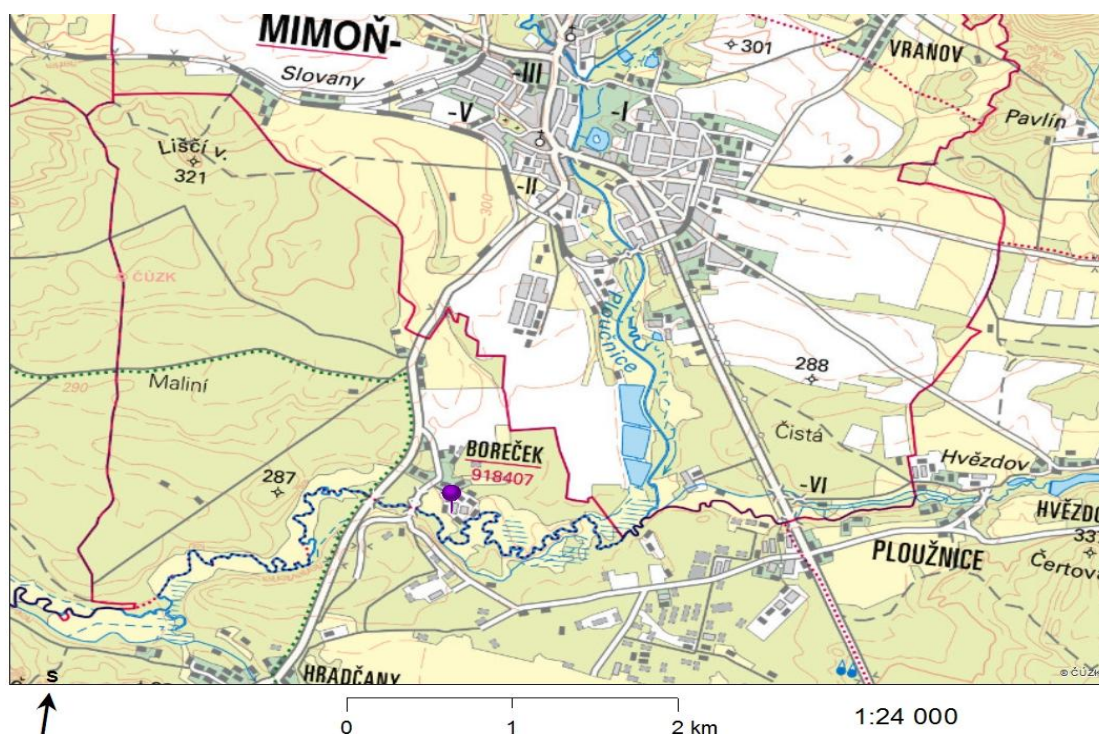 MIMOŇ-
301
VRANOV
Slovany
-III
-V
-I
Pavlín
Liščí v.
321
-II
300
© ČÚZK
Ploučnice
290
Maliní
288
Čistá
BOREČEK
918407
Hvězdov
287
-VI
PLOUŽNICE
Čertova
HRADČANY
© ČÚZK
S
0
1
2 km
1:24 000